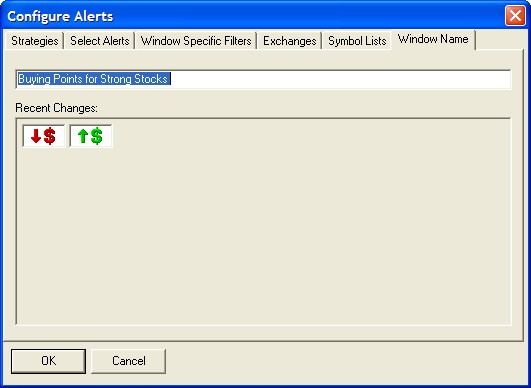 Configure Alerts
Strategies Select Alerts Window Specific Filters Exchanges Symbol Lists Window Name
Buying Points for Strong Stocks
Recent Changes:
$ $
OK Cancel